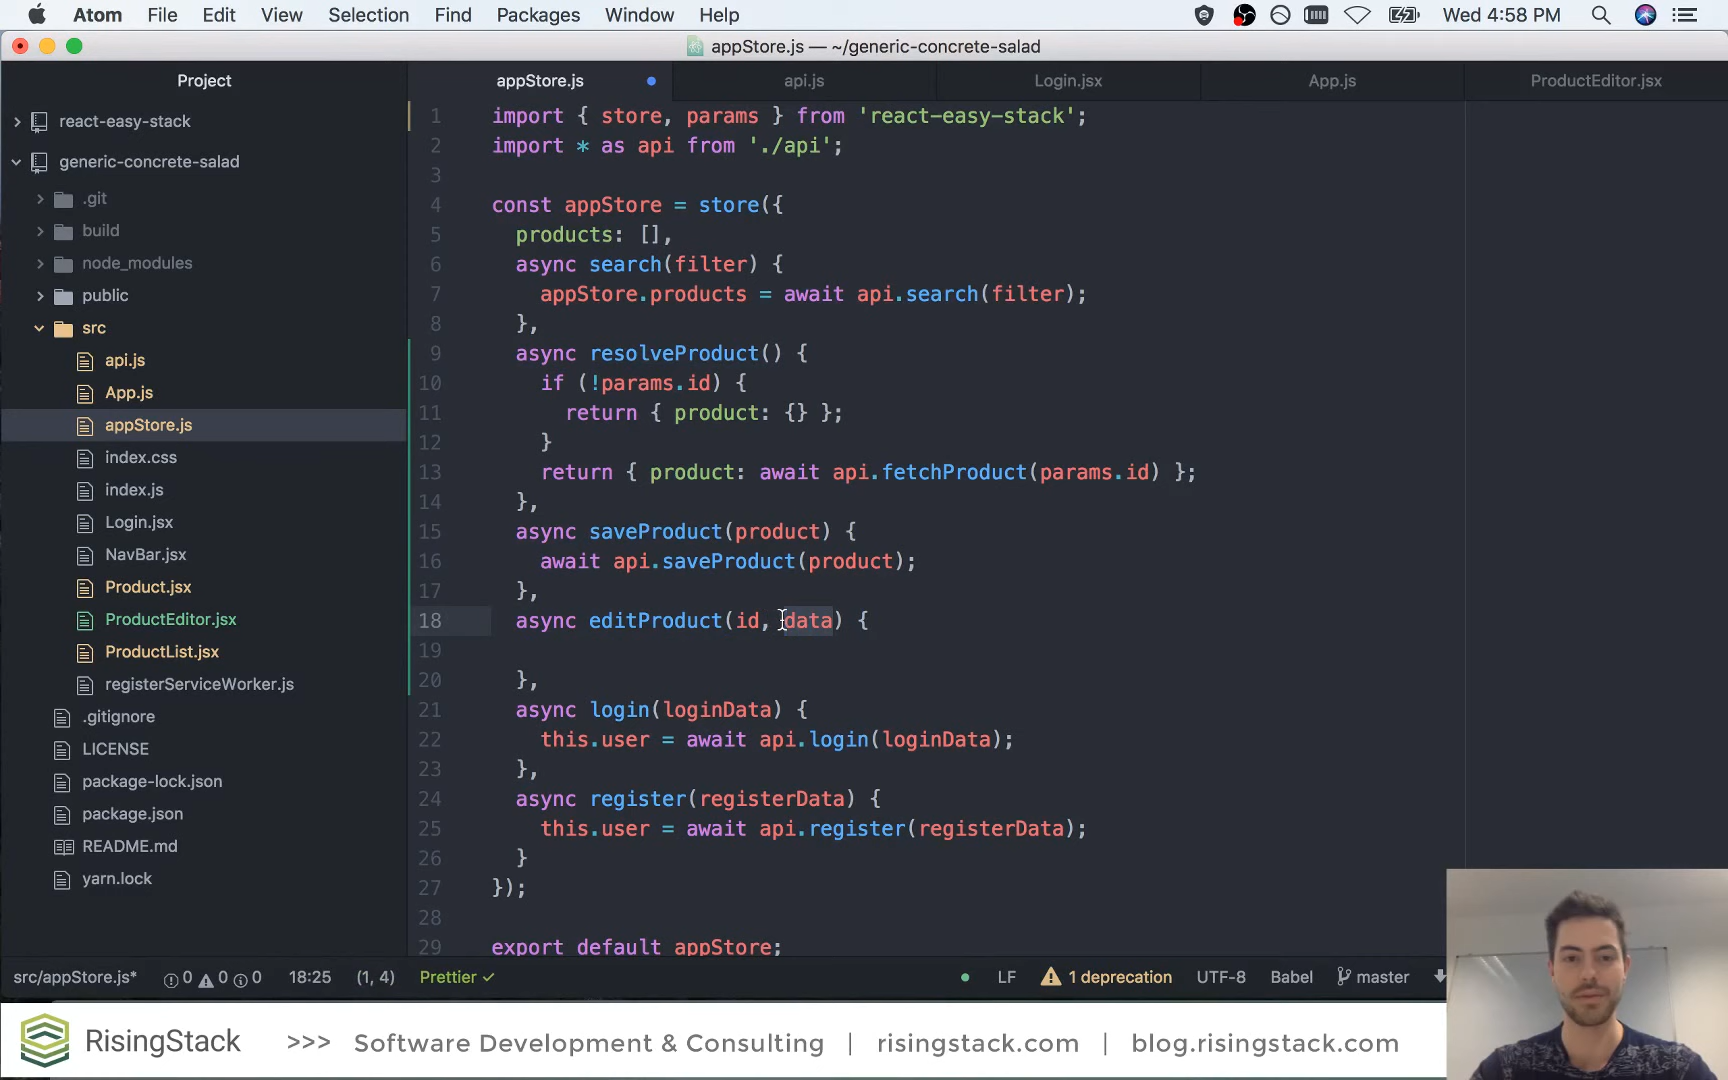 Atom File Edit View Selection Find Packages Window Help Wed 4:58 PM
appStore.js — ~/generic-concrete-salad
Project
appStore.js api.js Login.jsx App.js ProductEditor.jsx
react-easy-stack
generic-concrete-salad
.git
build
node_modules
public
src
api.js
App.js
appStore.js
index.css
index.js
Login.jsx
NavBar.jsx
Product.jsx
ProductEditor.jsx
ProductList.jsx
registerServiceWorker.js
.gitignore
LICENSE
package-lock.json
package.json
README.md
yarn.lock
1 import { store, params } from 'react-easy-stack';
2 import * as api from './api';
3
4 const appStore = store({
5 products: [],
6 async search(filter) {
7 appStore.products = await api.search(filter);
8 },
9 async resolveProduct() {
10 if (!params.id) {
11 return { product: {} };
12 }
13 return { product: await api.fetchProduct(params.id) };
14 },
15 async saveProduct(product) {
16 await api.saveProduct(product);
17 },
18 async editProduct(id, data) {
19
20 },
21 async login(loginData) {
22 this.user = await api.login(loginData);
23 },
24 async register(registerData) {
25 this.user = await api.register(registerData);
26 }
27 });
28
29 export default appStore;
src/appStore.js* 0 0 0 18:25 (1, 4) Prettier ✓ LF 1 deprecation UTF-8 Babel master
RisingStack >>> Software Development & Consulting | risingstack.com | blog.risingstack.com